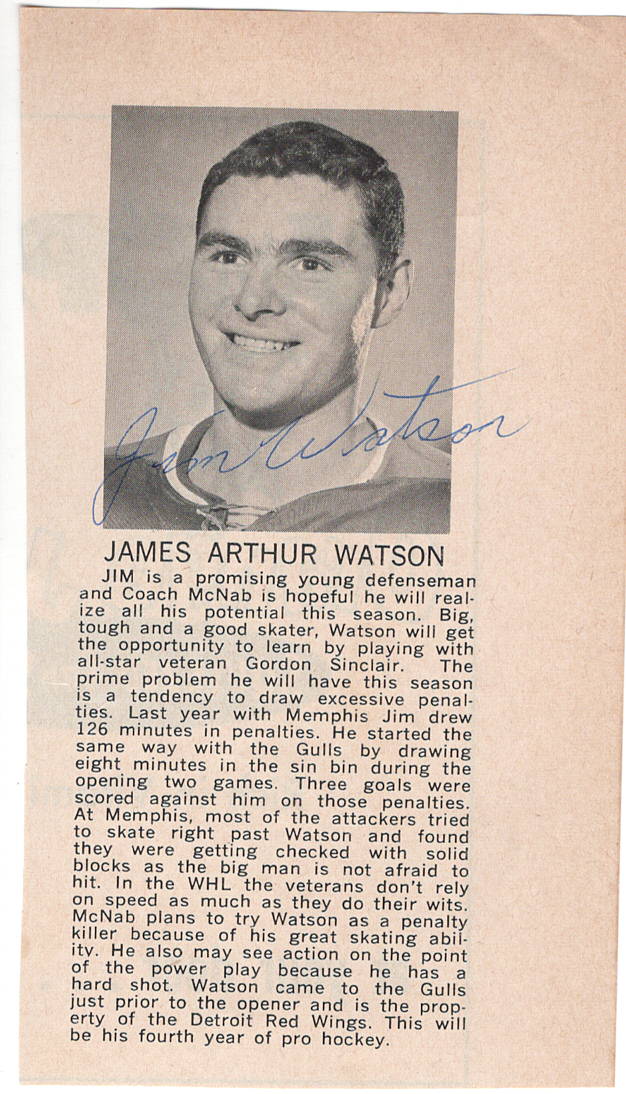 Jim Watson
JAMES ARTHUR WATSON
JIM is a promising young defenseman
and Coach McNab is hopeful he will real-
ize all his potential this season. Big,
tough and a good skater, Watson will get
the opportunity to learn by playing with
all-star veteran Gordon Sinclair. The
prime problem he will have this season
is a tendency to draw excessive penal-
ties. Last year with Memphis Jim drew
126 minutes in penalties. He started the
same way with the Gulls by drawing
eight minutes in the sin bin during the
opening two games. Three goals were
scored against him on those penalties.
At Memphis, most of the attackers tried
to skate right past Watson and found
they were getting checked with solid
blocks as the big man is not afraid to
hit. In the WHL the veterans don't rely
on speed as much as they do their wits.
McNab plans to try Watson as a penalty
killer because of his great skating abil-
ity. He also may see action on the point
of the power play because he has a
hard shot. Watson came to the Gulls
just prior to the opener and is the prop-
erty of the Detroit Red Wings. This will
be his fourth year of pro hockey.